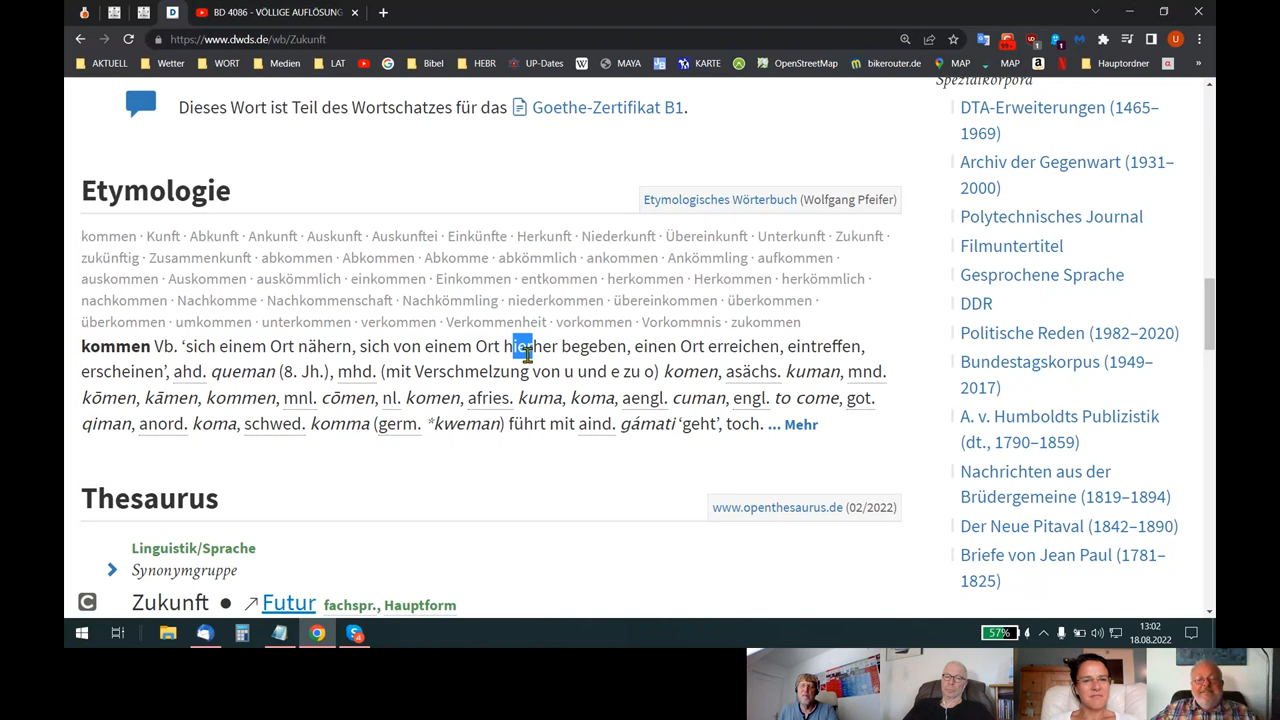 BD 4086 - VÖLLIGE AUFLÖSUNG
https://www.dwds.de/wb/Zukunft
AKTUELL Wetter WORT Medien LAT Bibel HEBR UP-Dates MAYA KARTE OpenStreetMap bikerouter.de MAP MAP Hauptordner »
Dieses Wort ist Teil des Wortschatzes für das Goethe-Zertifikat B1.
Etymologie
Etymologisches Wörterbuch (Wolfgang Pfeifer)
kommen · Kunft · Abkunft · Ankunft · Auskunft · Auskunftei · Einkünfte · Herkunft · Niederkunft · Übereinkunft · Unterkunft · Zukunft ·
zukünftig · Zusammenkunft · abkommen · Abkommen · Abkomme · abkömmlich · ankommen · Ankömmling · aufkommen ·
auskommen · Auskommen · auskömmlich · einkommen · Einkommen · entkommen · herkommen · Herkommen · herkömmlich ·
nachkommen · Nachkomme · Nachkommenschaft · Nachkömmling · niederkommen · übereinkommen · überkommen ·
überkommen · umkommen · unterkommen · verkommen · Verkommenheit · vorkommen · Vorkommnis · zukommen
kommen Vb. ‘sich einem Ort nähern, sich von einem Ort hierher begeben, einen Ort erreichen, eintreffen,
erscheinen’, ahd. queman (8. Jh.), mhd. (mit Verschmelzung von u und e zu o) komen, asächs. kuman, mnd.
kōmen, kāmen, kommen, mnl. cōmen, nl. komen, afries. kuma, koma, aengl. cuman, engl. to come, got.
qiman, anord. koma, schwed. komma (germ. *kweman) führt mit aind. gámati ‘geht’, toch. ... Mehr
Thesaurus
www.openthesaurus.de (02/2022)
Linguistik/Sprache
Synonymgruppe
Zukunft ● ↗ Futur fachspr., Hauptform
Spezialkorpora
DTA-Erweiterungen (1465–
1969)
Archiv der Gegenwart (1931–
2000)
Polytechnisches Journal
Filmuntertitel
Gesprochene Sprache
DDR
Politische Reden (1982–2020)
Bundestagskorpus (1949–
2017)
A. v. Humboldts Publizistik
(dt., 1790–1859)
Nachrichten aus der
Brüdergemeine (1819–1894)
Der Neue Pitaval (1842–1890)
Briefe von Jean Paul (1781–
1825)
57%
13:02
18.08.2022